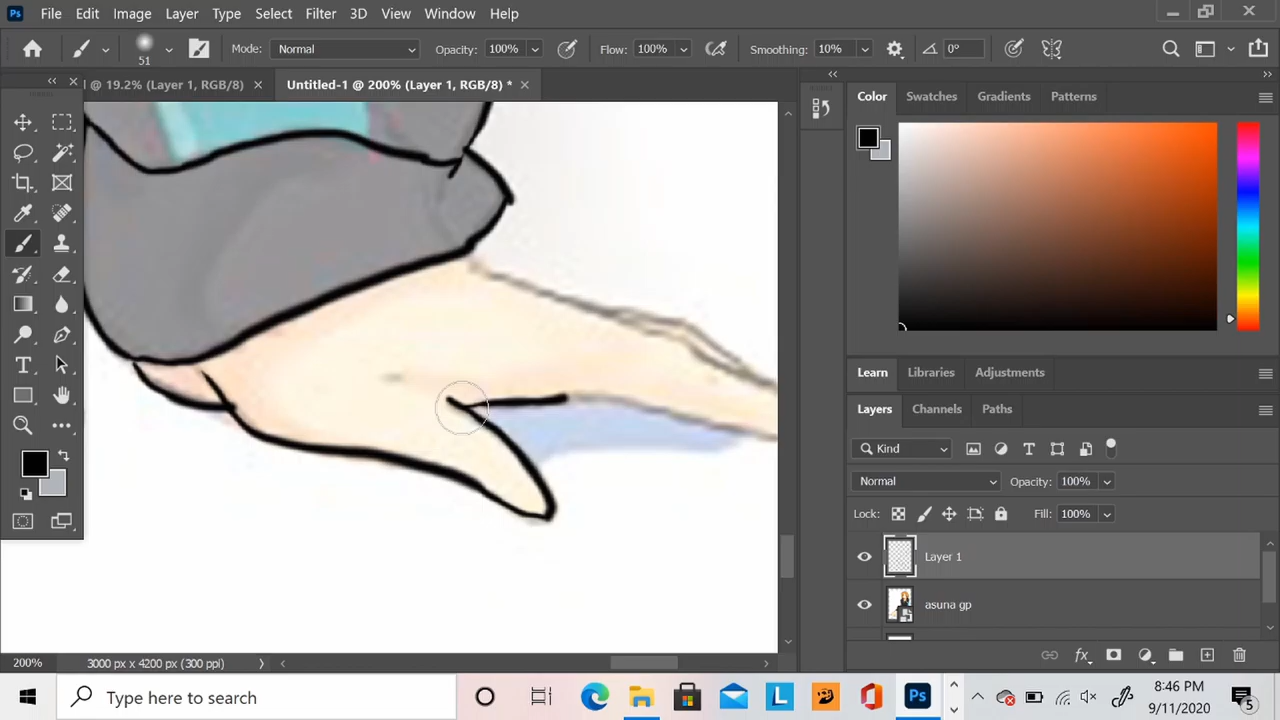 Ps File Edit Image Layer Type Select Filter 3D View Window Help
51 Mode: Normal Opacity: 100% Flow: 100% Smoothing: 10% 0°
l @ 19.2% (Layer 1, RGB/8) × Untitled-1 @ 200% (Layer 1, RGB/8) * ×
Color Swatches Gradients Patterns
Learn Libraries Adjustments
Layers Channels Paths
Kind
Normal Opacity: 100%
Lock: Fill: 100%
Layer 1
asuna gp
200% 3000 px x 4200 px (300 ppi)
Type here to search
8:46 PM
9/11/2020
5